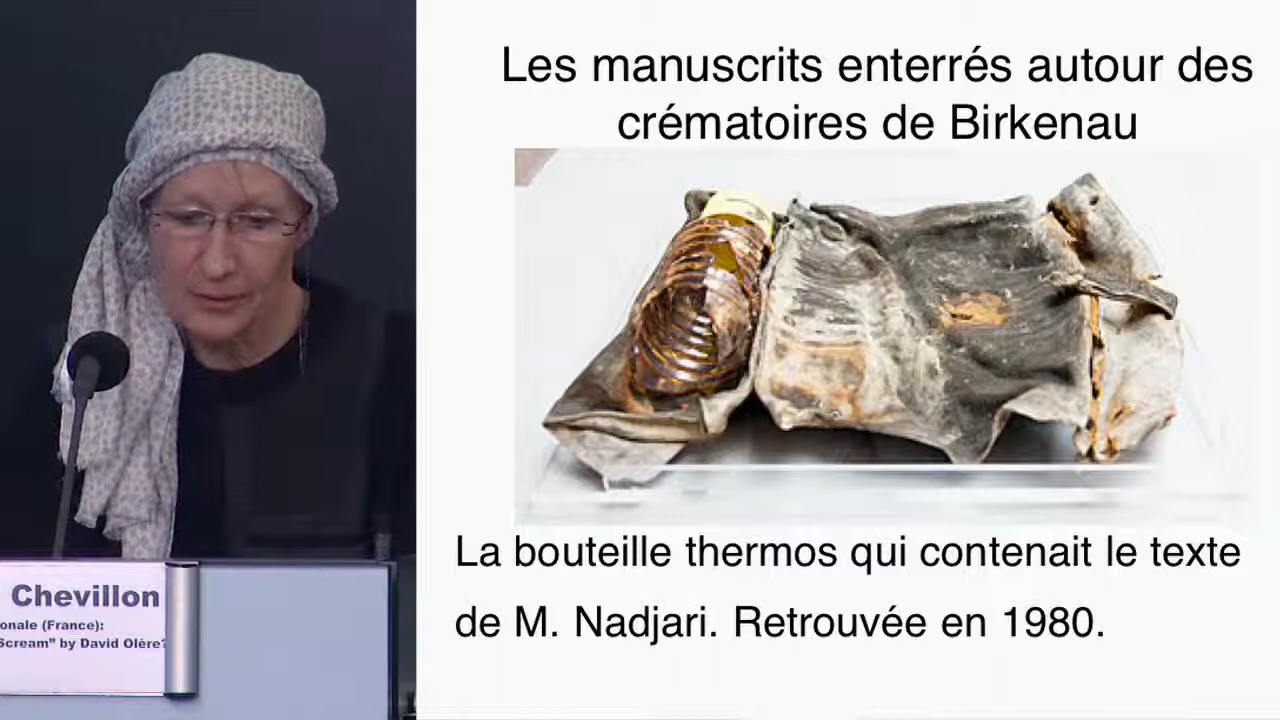 Les manuscrits enterrés autour des
crématoires de Birkenau
La bouteille thermos qui contenait le texte
de M. Nadjari. Retrouvée en 1980.
Chevillon
onale (France):
Scream” by David Olère?